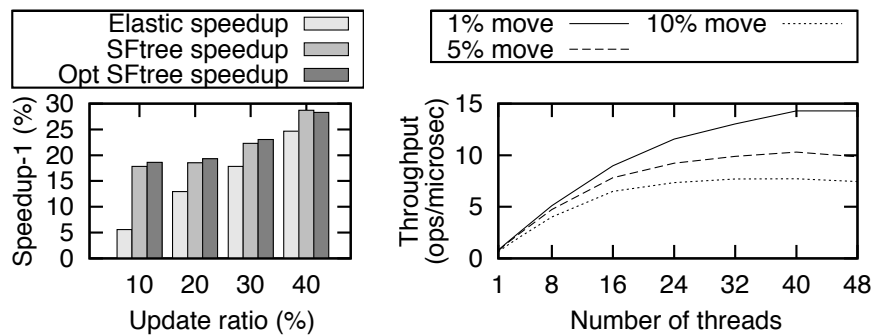 Elastic speedup
SFtree speedup
Opt SFtree speedup
30
25
20
15
10
5
0
Speedup-1 (%)
10 20 30 40
Update ratio (%)
1% move 10% move
5% move
15
10
5
0
Throughput
(ops/microsec)
1 8 16 24 32 40 48
Number of threads